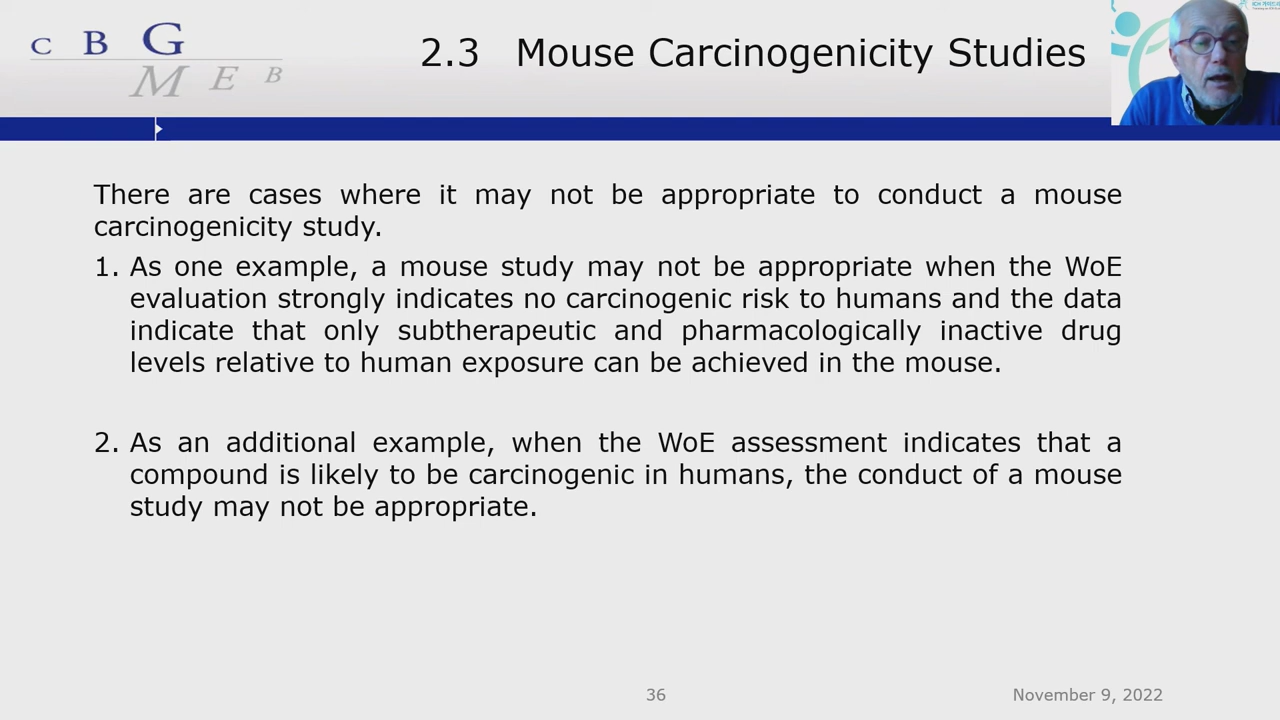 C B G
M E B
2.3 Mouse Carcinogenicity Studies
There are cases where it may not be appropriate to conduct a mouse
carcinogenicity study.
1. As one example, a mouse study may not be appropriate when the WoE
evaluation strongly indicates no carcinogenic risk to humans and the data
indicate that only subtherapeutic and pharmacologically inactive drug
levels relative to human exposure can be achieved in the mouse.
2. As an additional example, when the WoE assessment indicates that a
compound is likely to be carcinogenic in humans, the conduct of a mouse
study may not be appropriate.
36
November 9, 2022